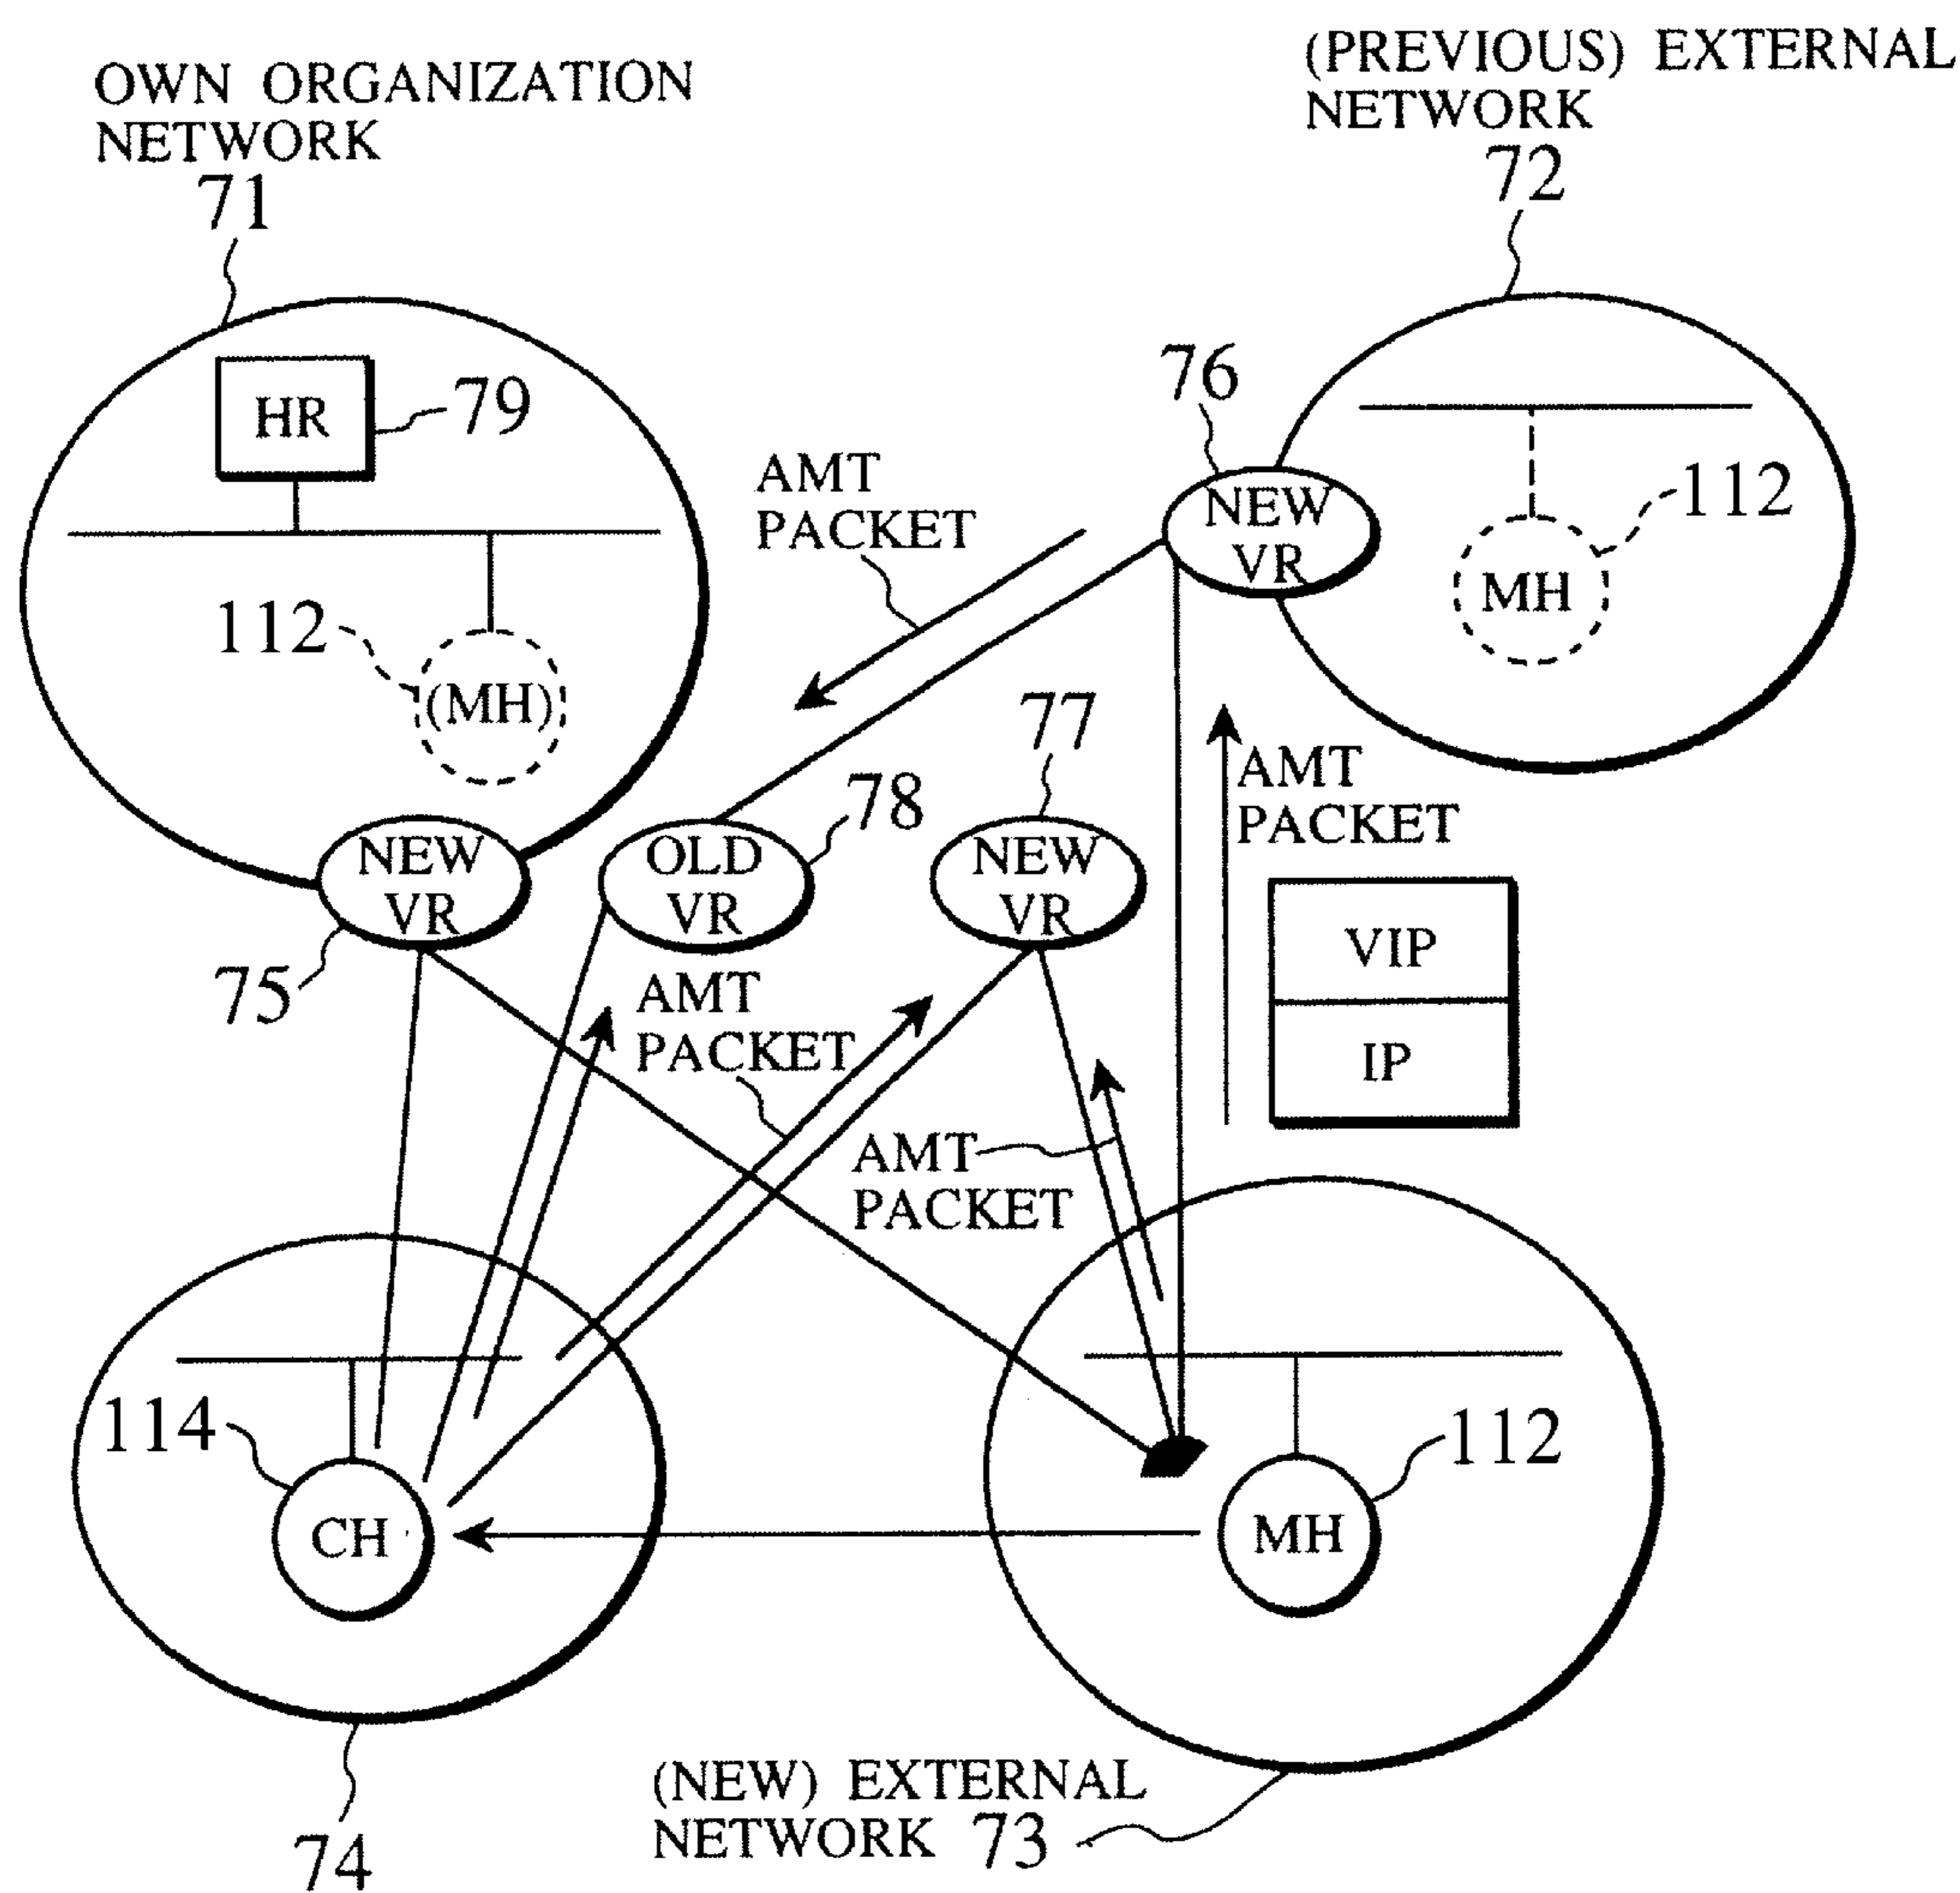 OWN ORGANIZATION
NETWORK
71
(PREVIOUS) EXTERNAL
NETWORK
72
HR
79
112
(MH)
AMT
PACKET
76
NEW
VR
112
MH
77
78
AMT
PACKET
NEW
VR
OLD
VR
NEW
VR
75
VIP
IP
AMT
PACKET
AMT
PACKET
114
CH
112
MH
(NEW) EXTERNAL
NETWORK 73
74